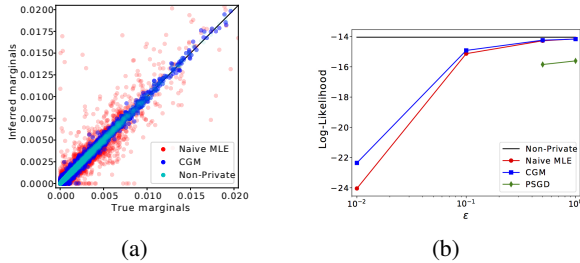 0.0200
0.0175
0.0150
0.0125
0.0100
0.0075
0.0050
0.0025
0.0000
Inferred marginals
Naive MLE
CGM
Non-Private
0.000 0.005 0.010 0.015 0.020
True marginals
(a)
−14
−16
−18
−20
−22
−24
Log-Likelihood
Non-Private
Naive MLE
CGM
PSGD
10⁻² 10⁻¹ 10⁰
ε
(b)